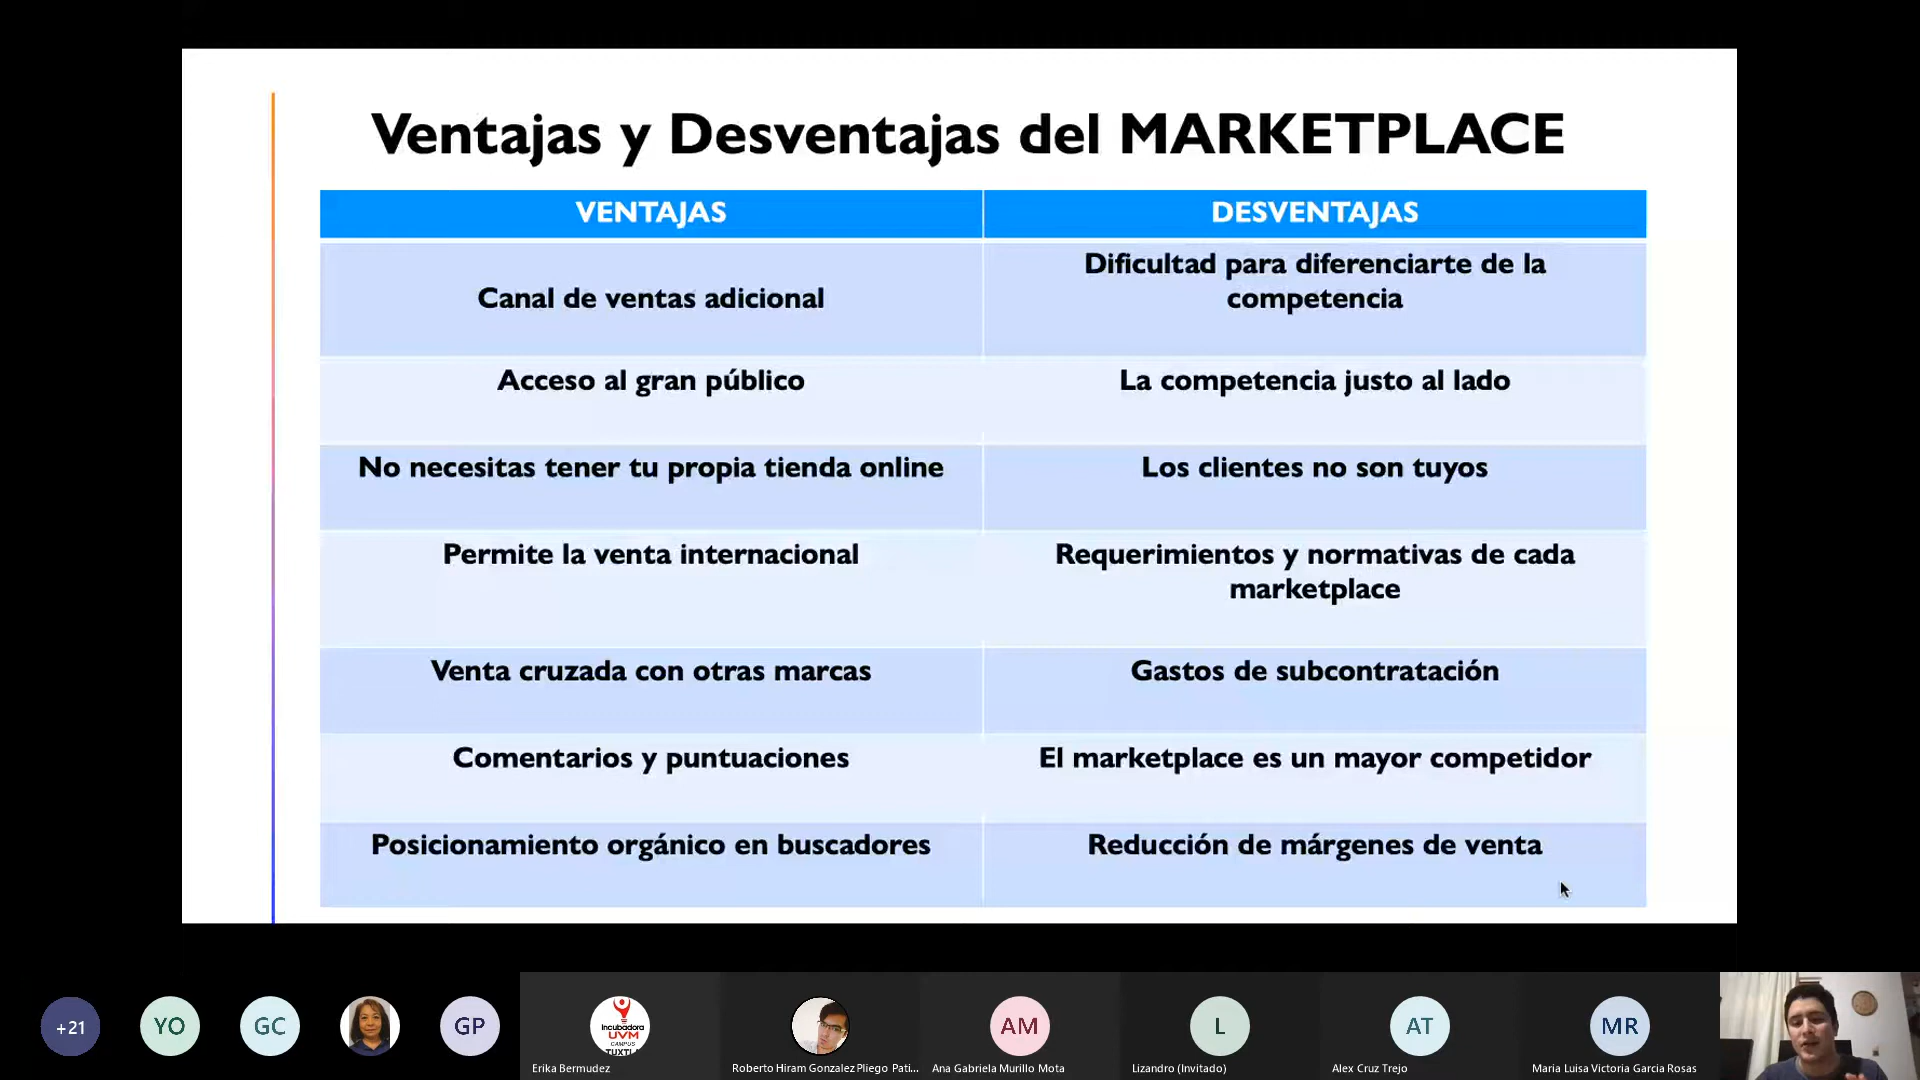 Ventajas y Desventajas del MARKETPLACE
VENTAJAS
DESVENTAJAS
Canal de ventas adicional
Dificultad para diferenciarte de la
competencia
Acceso al gran público
La competencia justo al lado
No necesitas tener tu propia tienda online
Los clientes no son tuyos
Permite la venta internacional
Requerimientos y normativas de cada
marketplace
Venta cruzada con otras marcas
Gastos de subcontratación
Comentarios y puntuaciones
El marketplace es un mayor competidor
Posicionamiento orgánico en buscadores
Reducción de márgenes de venta
+21
YO
GC
GP
Incubadora
UVM
CAMPUS
TUXTL
Erika Bermudez
Roberto Hiram Gonzalez Pliego Pati...
AM
Ana Gabriela Murillo Mota
L
Lizandro (Invitado)
AT
Alex Cruz Trejo
MR
Maria Luisa Victoria Garcia Rosas